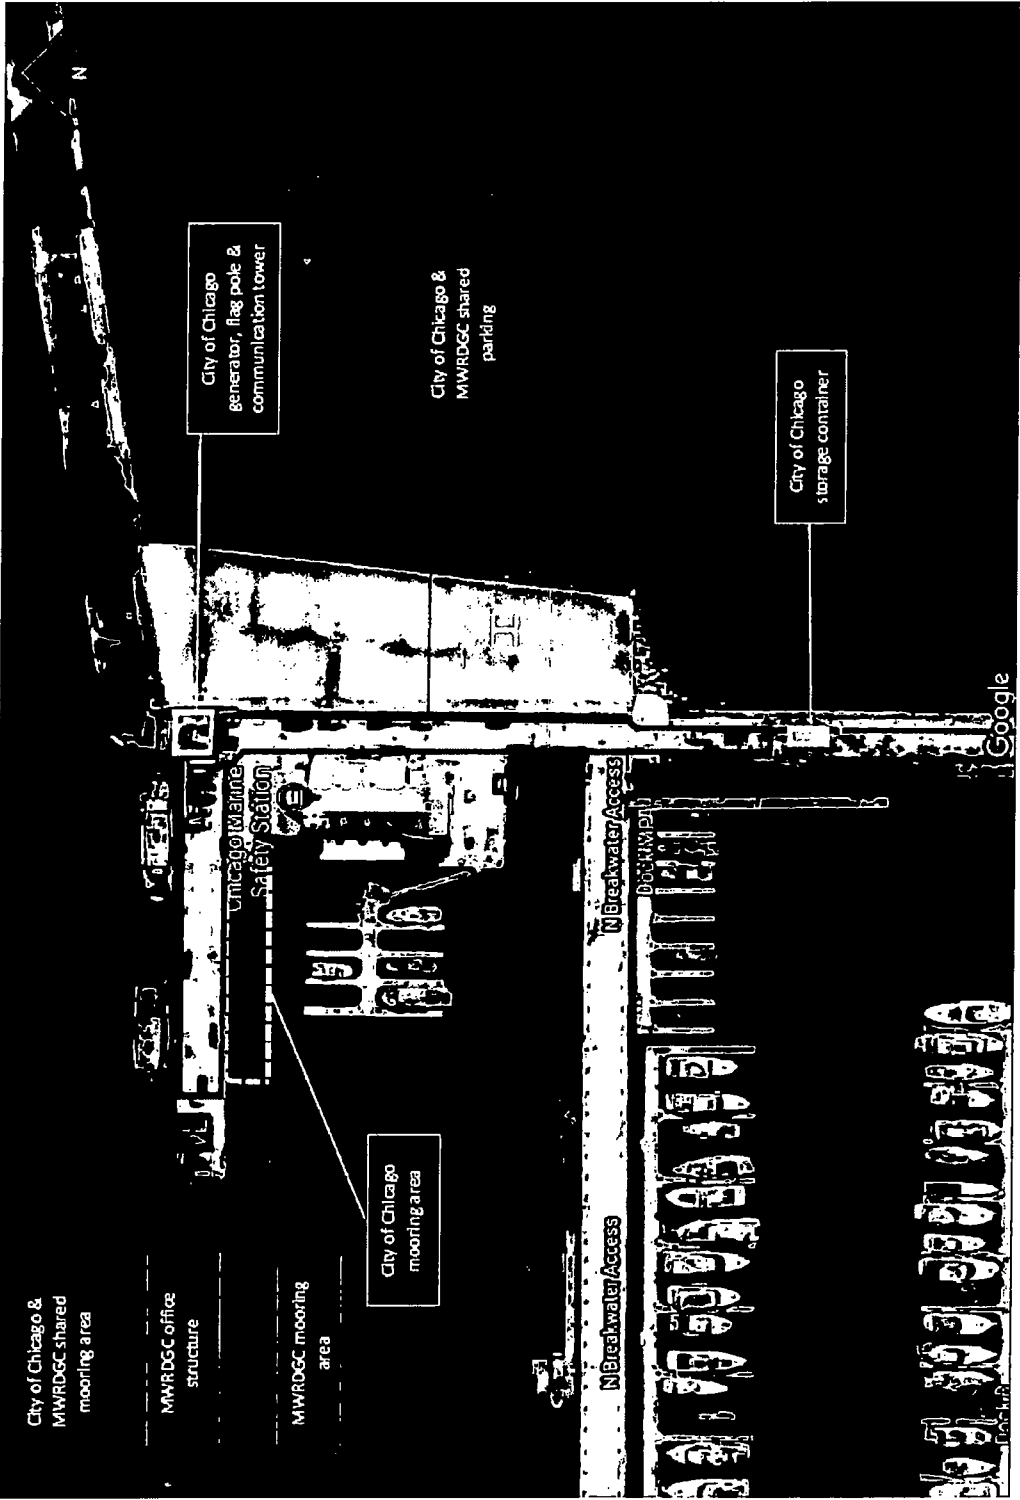 City of Chicago &
MWRDGC shared
mooring area
MWRDGC office
structure
MWRDGC mooring
area
City of Chicago
mooring area
Chicago Marine
Safety Station
City of Chicago
generator, flag pole &
communication tower
N
City of Chicago &
MWRDGC shared
parking
City of Chicago
storage container
N Breakwater Access
N Breakwater Access
Google